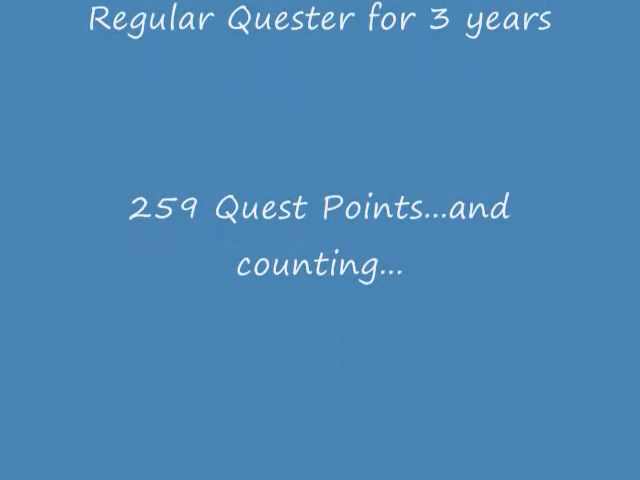 Regular Quester for 3 years
259 Quest Points...and
counting...